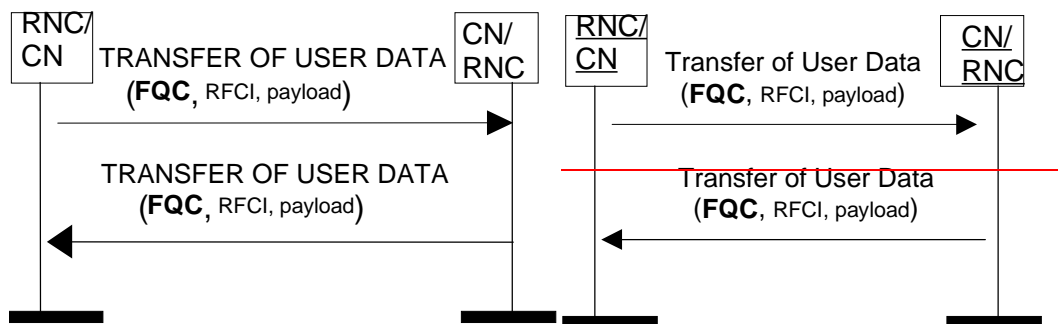 RNC/
CN
CN/
RNC
TRANSFER OF USER DATA
(FQC, RFCI, payload)
TRANSFER OF USER DATA
(FQC, RFCI, payload)
RNC/
CN
CN/
RNC
Transfer of User Data
(FQC, RFCI, payload)
Transfer of User Data
(FQC, RFCI, payload)